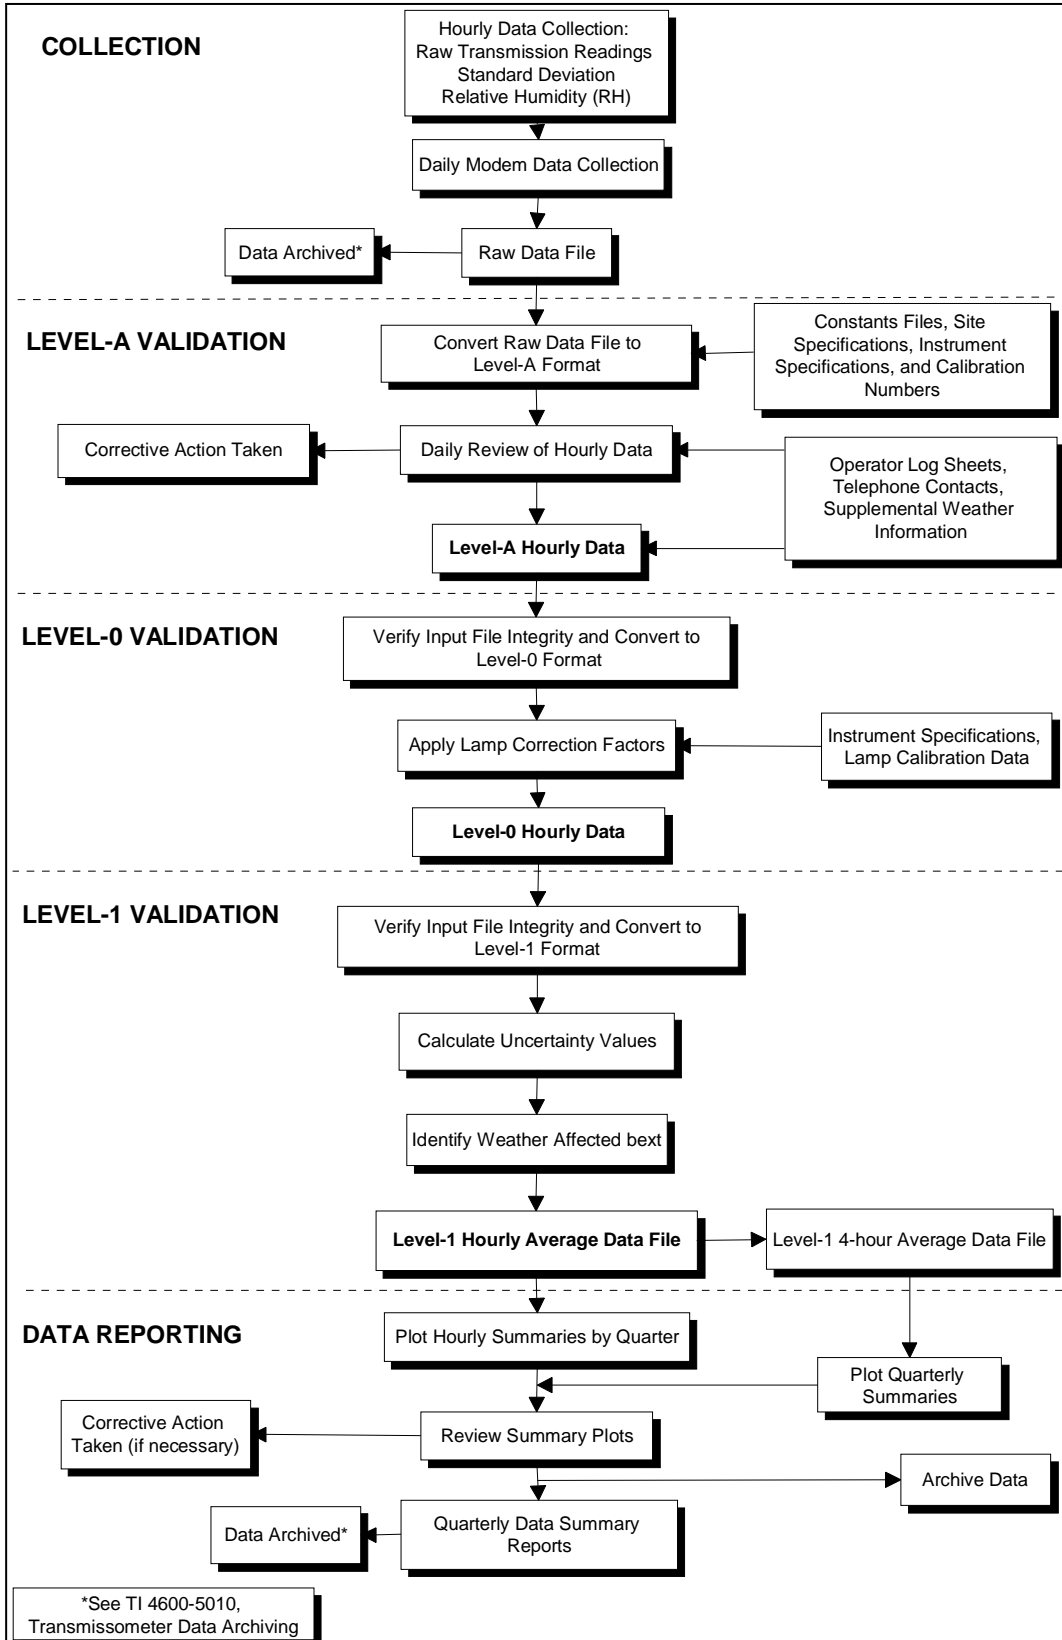 COLLECTION
Hourly Data Collection:
Raw Transmission Readings
Standard Deviation
Relative Humidity (RH)
Daily Modem Data Collection
Data Archived*
Raw Data File
LEVEL-A VALIDATION
Convert Raw Data File to
Level-A Format
Constants Files, Site
Specifications, Instrument
Specifications, and Calibration
Numbers
Corrective Action Taken
Daily Review of Hourly Data
Operator Log Sheets,
Telephone Contacts,
Supplemental Weather
Information
Level-A Hourly Data
LEVEL-0 VALIDATION
Verify Input File Integrity and Convert to
Level-0 Format
Apply Lamp Correction Factors
Instrument Specifications,
Lamp Calibration Data
Level-0 Hourly Data
LEVEL-1 VALIDATION
Verify Input File Integrity and Convert to
Level-1 Format
Calculate Uncertainty Values
Identify Weather Affected bext
Level-1 Hourly Average Data File
Level-1 4-hour Average Data File
DATA REPORTING
Plot Hourly Summaries by Quarter
Plot Quarterly
Summaries
Corrective Action
Taken (if necessary)
Review Summary Plots
Archive Data
Data Archived*
Quarterly Data Summary
Reports
*See TI 4600-5010,
Transmissometer Data Archiving